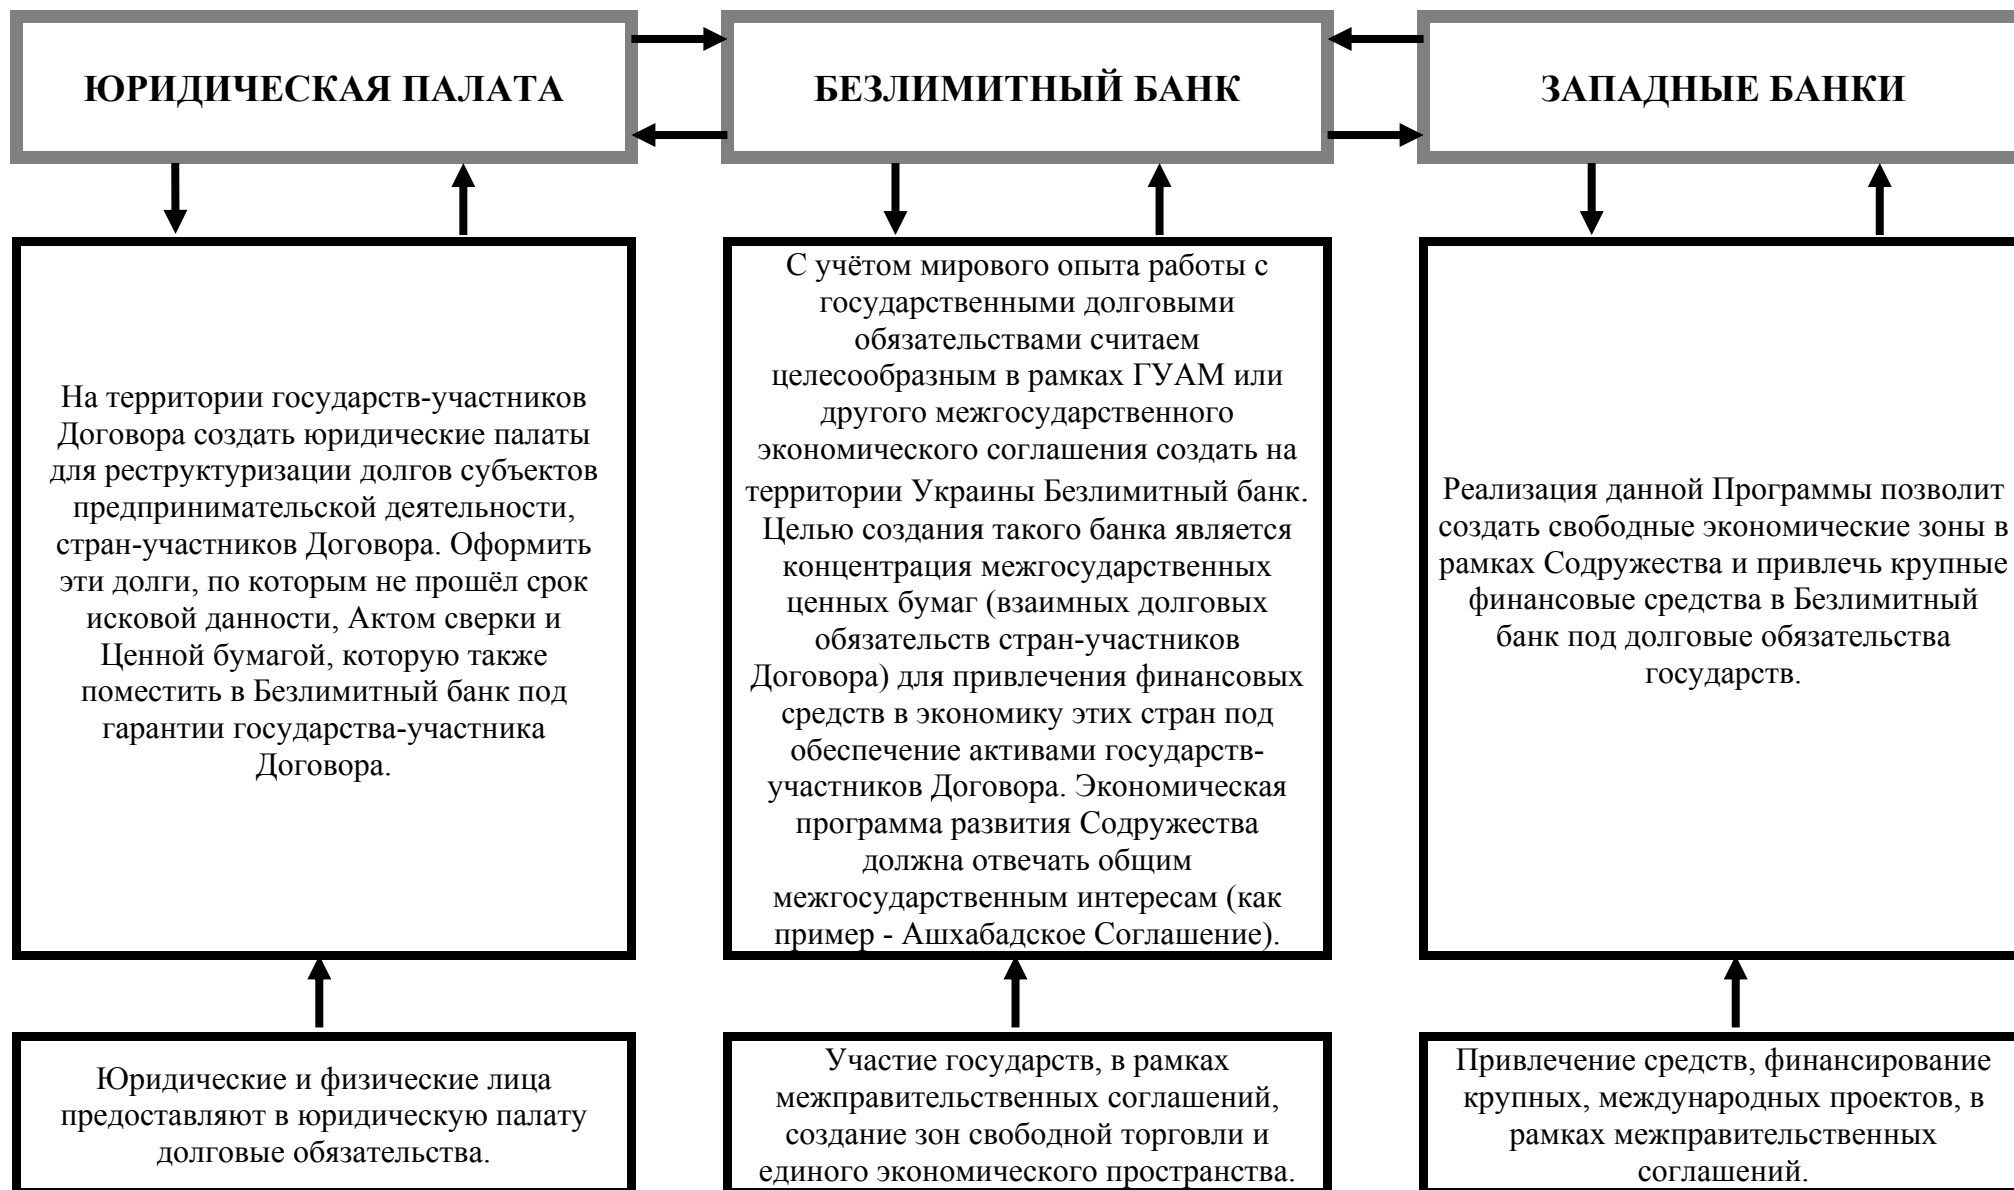 ЮРИДИЧЕСКАЯ ПАЛАТА
БЕЗЛИМИТНЫЙ БАНК
ЗАПАДНЫЕ БАНКИ
На территории государств-участников
Договора создать юридические палаты
для реструктуризации долгов субъектов
предпринимательской деятельности,
стран-участников Договора. Оформить
эти долги, по которым не прошёл срок
исковой данности, Актом сверки и
Ценной бумагой, которую также
поместить в Безлимитный банк под
гарантии государства-участника
Договора.
С учётом мирового опыта работы с
государственными долговыми
обязательствами считаем
целесообразным в рамках ГУАМ или
другого межгосударственного
экономического соглашения создать на
территории Украины Безлимитный банк.
Целью создания такого банка является
концентрация межгосударственных
ценных бумаг (взаимных долговых
обязательств стран-участников
Договора) для привлечения финансовых
средств в экономику этих стран под
обеспечение активами государств-
участников Договора. Экономическая
программа развития Содружества
должна отвечать общим
межгосударственным интересам (как
пример - Ашхабадское Соглашение).
Реализация данной Программы позволит
создать свободные экономические зоны в
рамках Содружества и привлечь крупные
финансовые средства в Безлимитный
банк под долговые обязательства
государств.
Юридические и физические лица
предоставляют в юридическую палату
долговые обязательства.
Участие государств, в рамках
межправительственных соглашений,
создание зон свободной торговли и
единого экономического пространства.
Привлечение средств, финансирование
крупных, международных проектов, в
рамках межправительственных
соглашений.